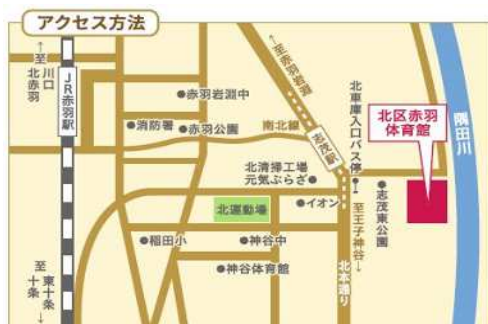 アクセス方法
↑至川口
北赤羽
JR赤羽駅
↑至赤羽岩淵
●赤羽岩淵中
●消防署
●赤羽公園
南北線
志茂駅
北車庫入口バス停
北区赤羽
体育館
隅田川
北清掃工場
元気ぷらざ●
●イオン
●志茂東公園
至王子神谷→
北運動場
●稲田小
●神谷中
●神谷体育館
北本通り
至東十条→
十条